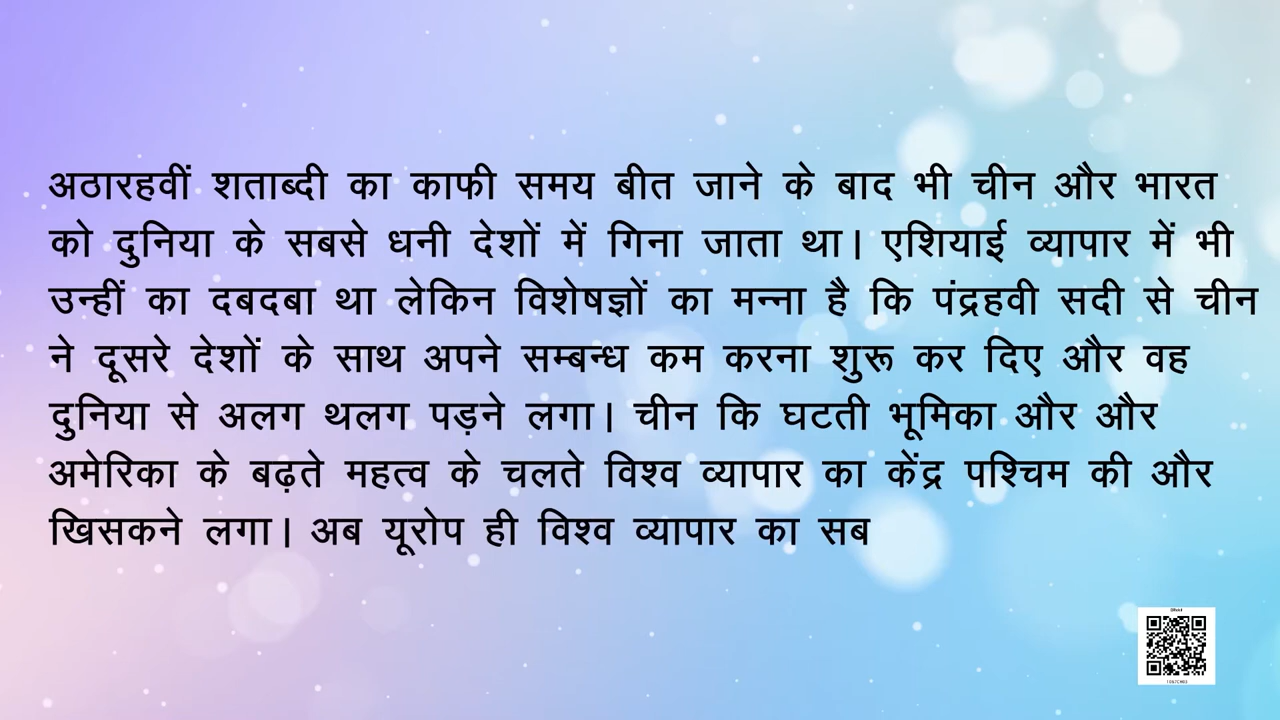 अठारहवीं शताब्दी का काफी समय बीत जाने के बाद भी चीन और भारत
को दुनिया के सबसे धनी देशों में गिना जाता था| एशियाई व्यापार में भी
उन्हीं का दबदबा था लेकिन विशेषज्ञों का मन्ना है कि पंद्रहवी सदी से चीन
ने दूसरे देशों के साथ अपने सम्बन्ध कम करना शुरू कर दिए और वह
दुनिया से अलग थलग पड़ने लगा| चीन कि घटती भूमिका और और
अमेरिका के बढ़ते महत्व के चलते विश्व व्यापार का केंद्र पश्चिम की और
खिसकने लगा| अब यूरोप ही विश्व व्यापार का सब